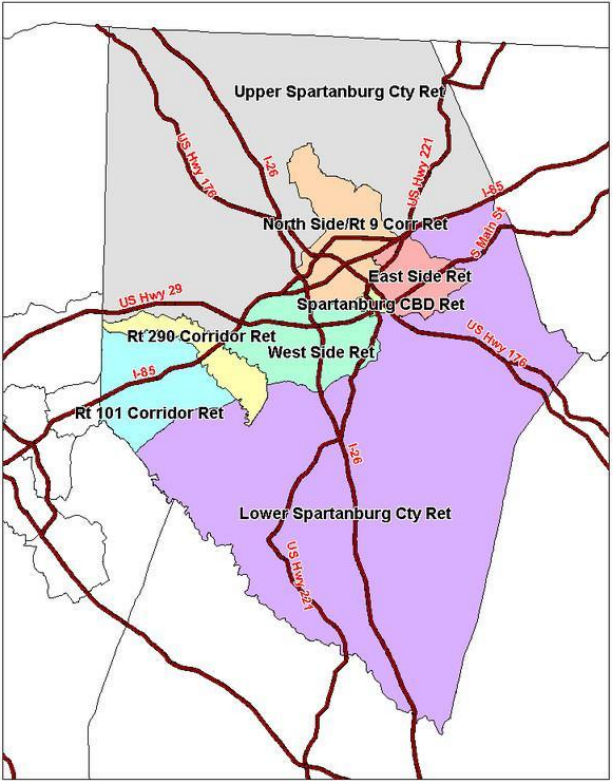 Upper Spartanburg Cty Ret
US Hwy 176
I-26
US Hwy 221
I-85
North Side/Rt 9 Corr Ret
S Main St
East Side Ret
US Hwy 29
Spartanburg CBD Ret
Rt 290 Corridor Ret
West Side Ret
US Hwy 176
I-85
Rt 101 Corridor Ret
I-26
Lower Spartanburg Cty Ret
US Hwy 221